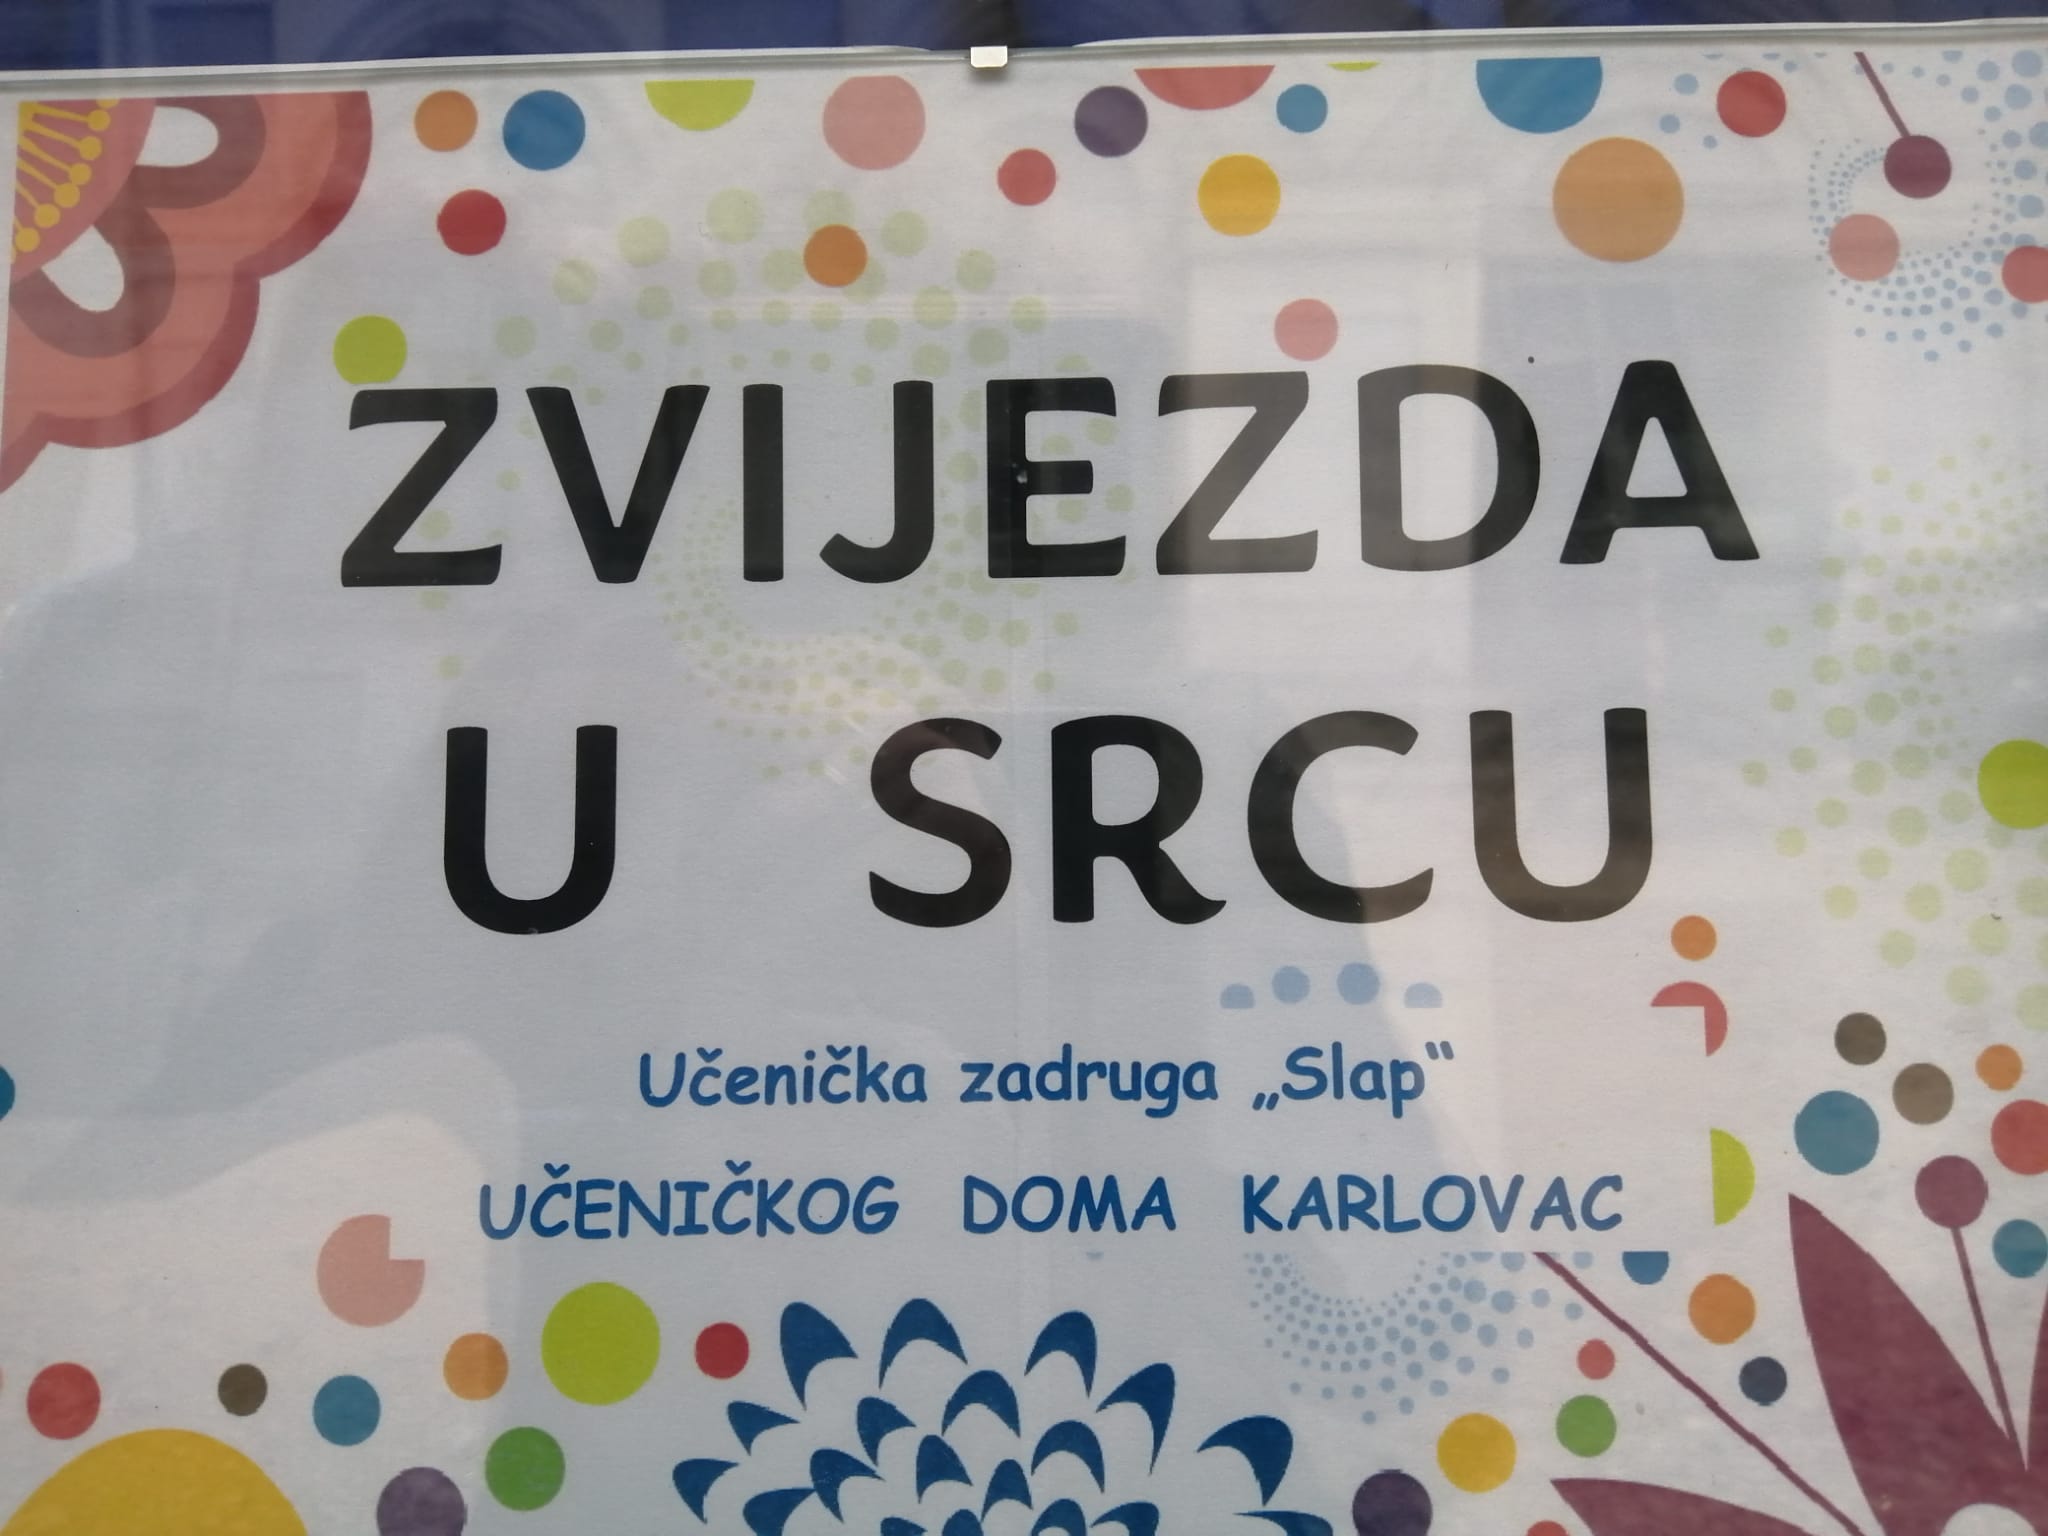 ZVIJEZDA
U SRCU
Učenička zadruga „Slap“
UČENIČKOG DOMA KARLOVAC